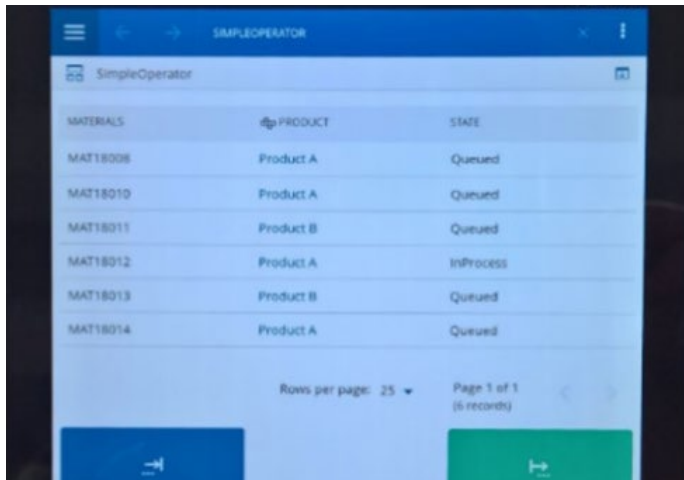 SIMPLEOPERATOR
SimpleOperator
MATERIALS PRODUCT STATE
MAT18008 Product A Queued
MAT18010 Product A Queued
MAT18011 Product B Queued
MAT18012 Product A InProcess
MAT18013 Product B Queued
MAT18014 Product A Queued
Rows per page: 25 Page 1 of 1
(6 records)